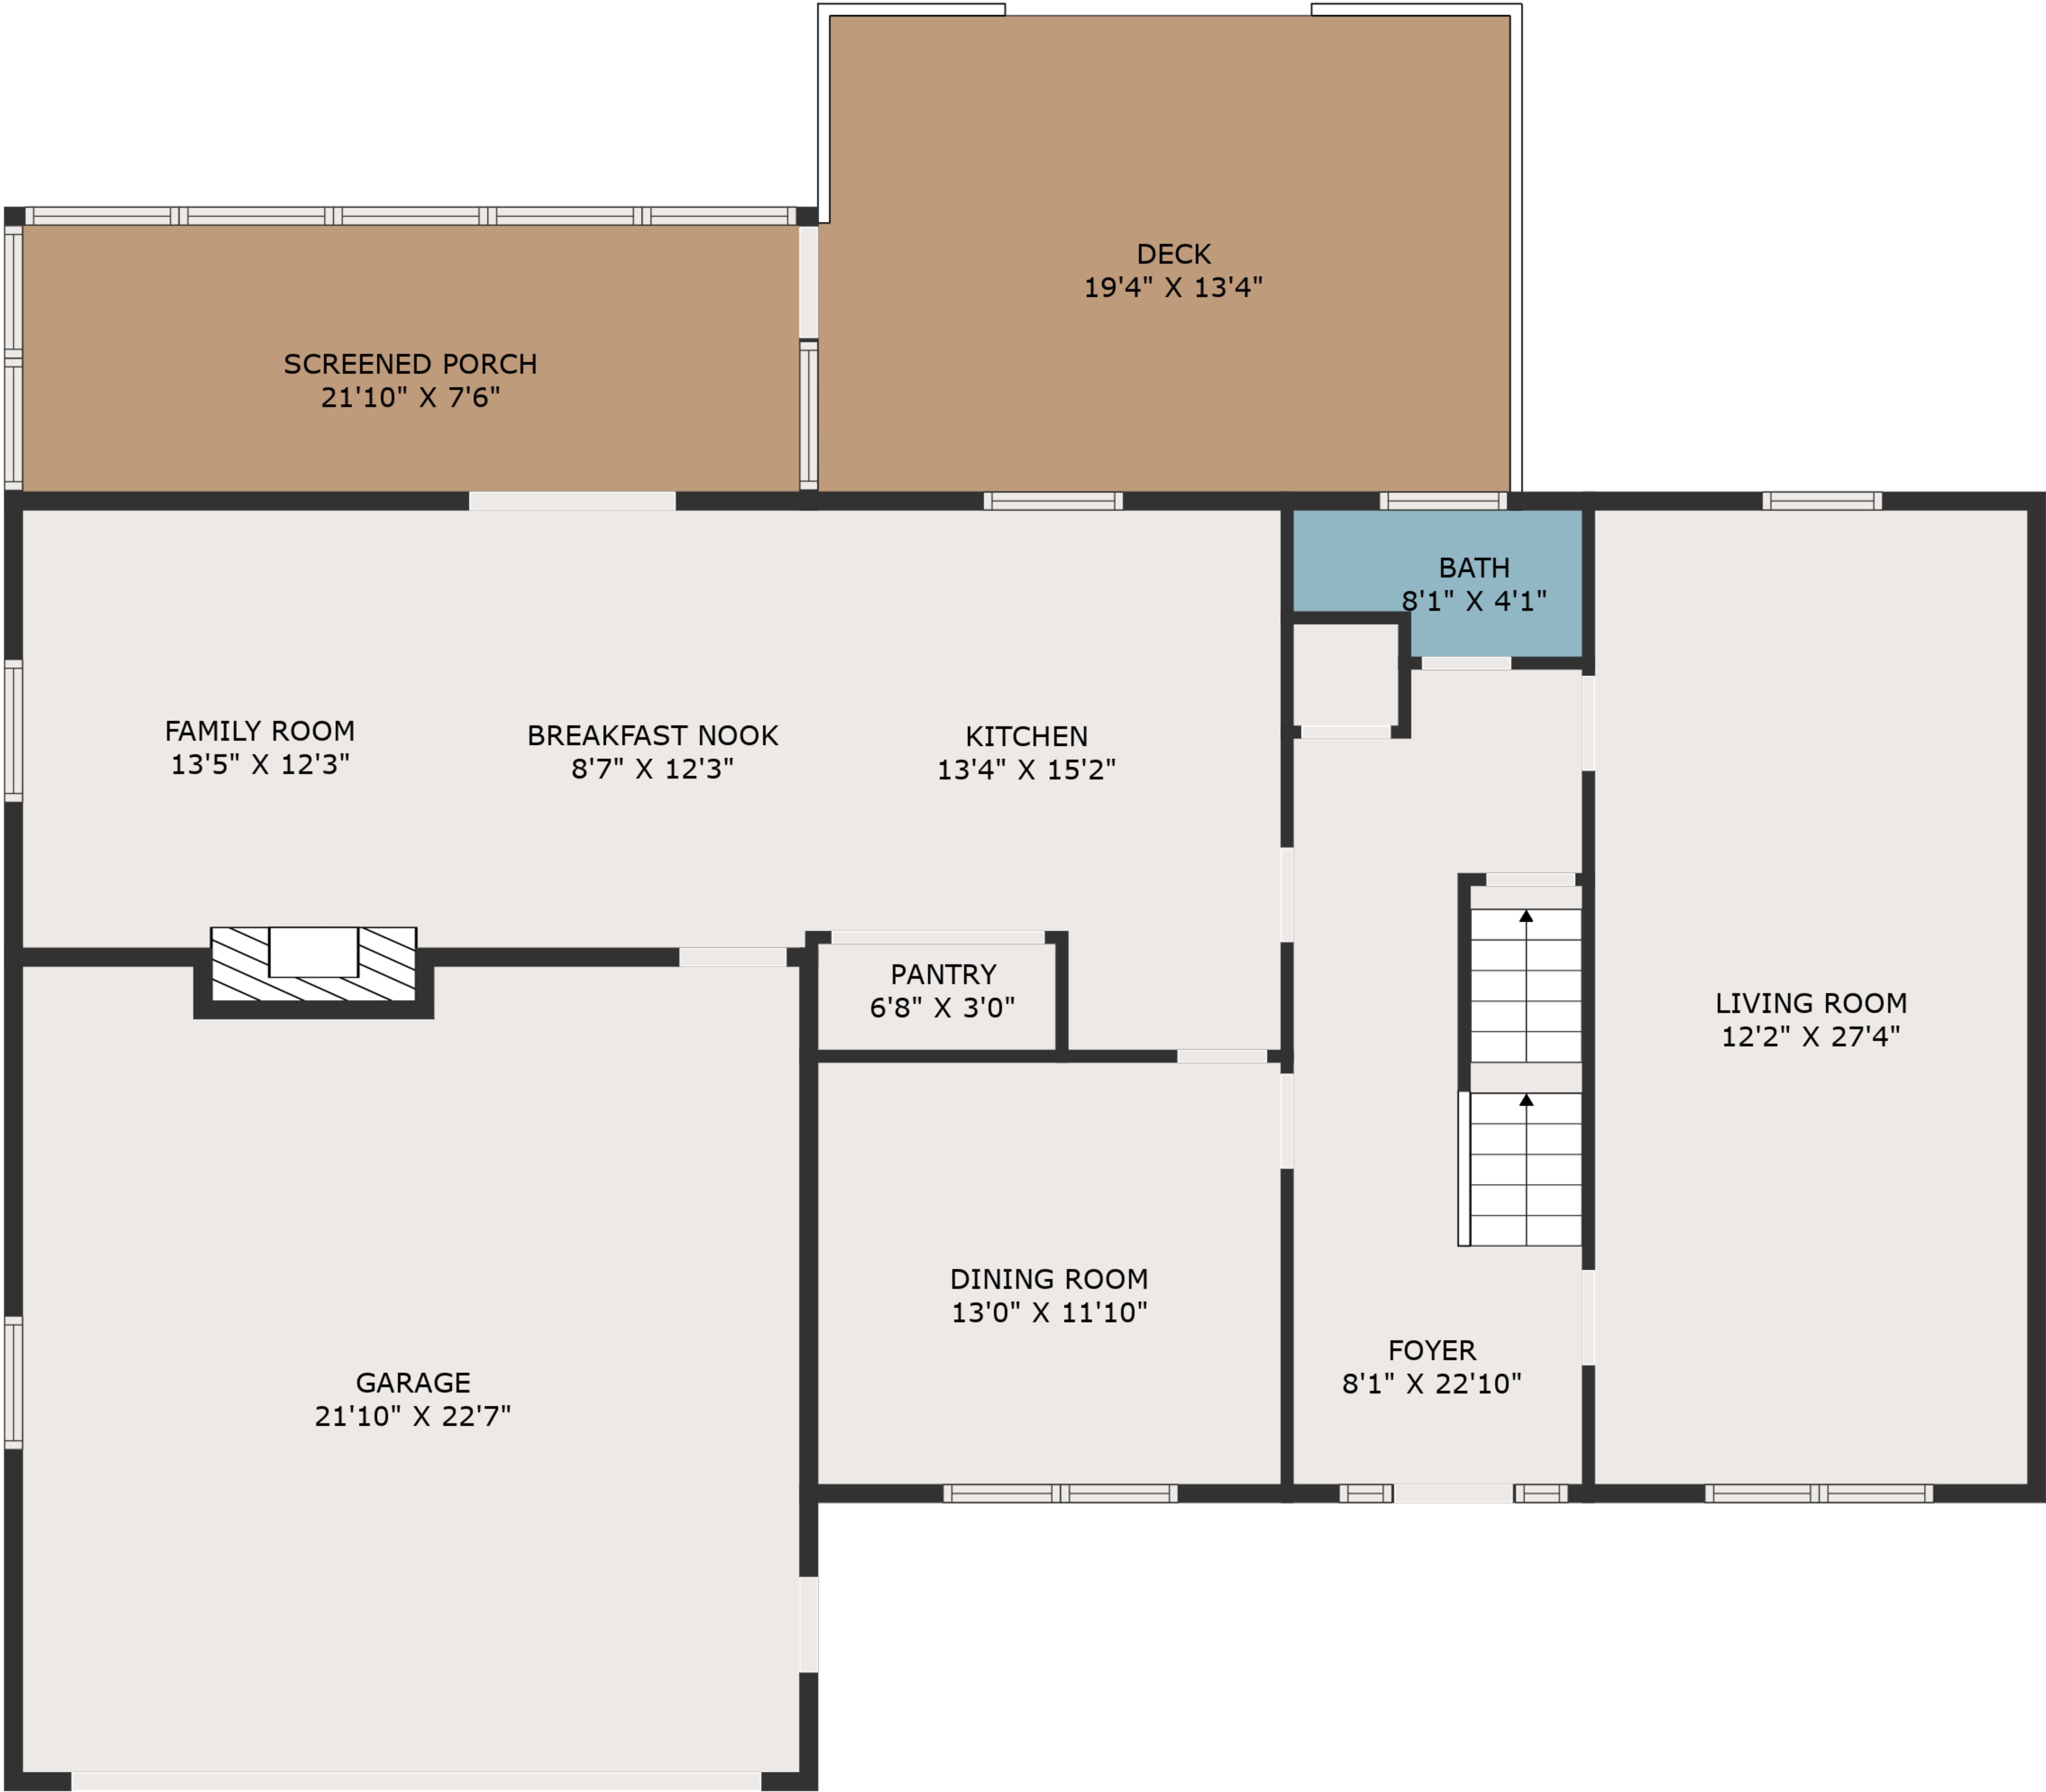 DECK
19'4" X 13'4"
SCREENED PORCH
21'10" X 7'6"
BATH
8'1" X 4'1"
FAMILY ROOM
13'5" X 12'3"
BREAKFAST NOOK
8'7" X 12'3"
KITCHEN
13'4" X 15'2"
PANTRY
6'8" X 3'0"
LIVING ROOM
12'2" X 27'4"
DINING ROOM
13'0" X 11'10"
FOYER
8'1" X 22'10"
GARAGE
21'10" X 22'7"